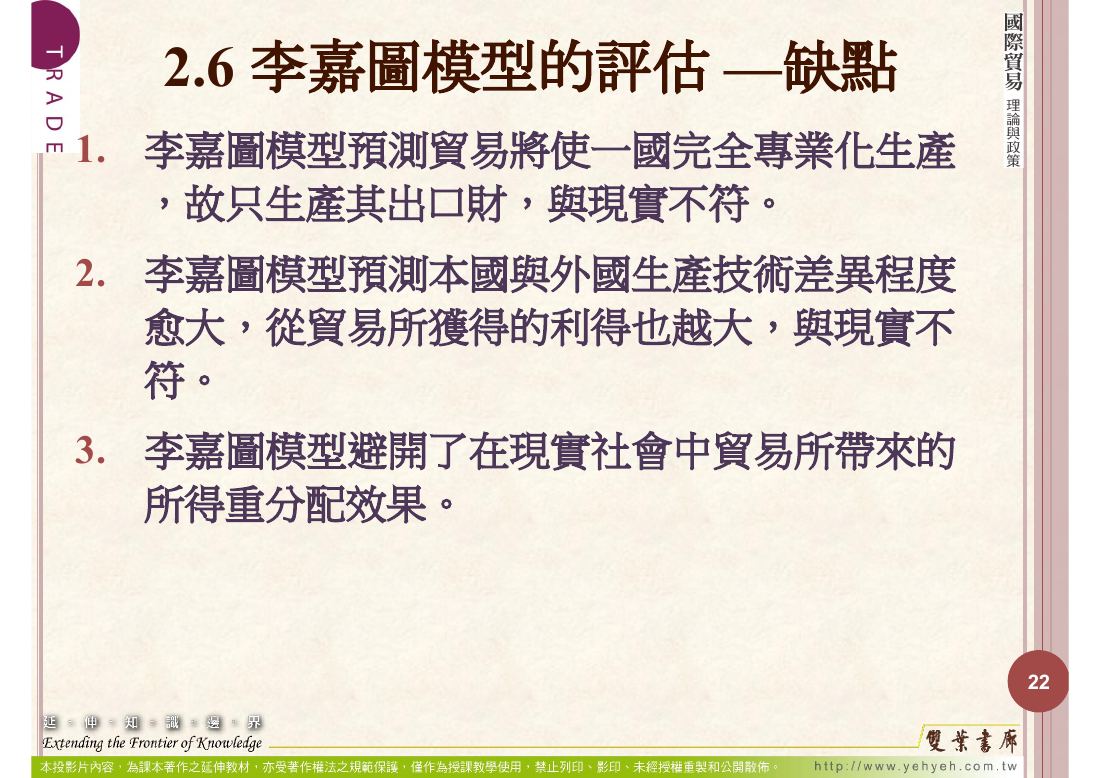 TRADE
國際貿易 理論與政策
2.6 李嘉圖模型的評估 —缺點
1. 李嘉圖模型預測貿易將使一國完全專業化生產
，故只生產其出口財，與現實不符。
2. 李嘉圖模型預測本國與外國生產技術差異程度
愈大，從貿易所獲得的利得也越大，與現實不
符。
3. 李嘉圖模型避開了在現實社會中貿易所帶來的
所得重分配效果。
22
延。伸。知。識。邊。界
Extending the Frontier of Knowledge
雙葉書廊
本投影片內容，為課本著作之延伸教材，亦受著作權法之規範保護，僅作為授課教學使用，禁止列印、影印、未經授權重製和公開散佈。
http://www.yehyeh.com.tw